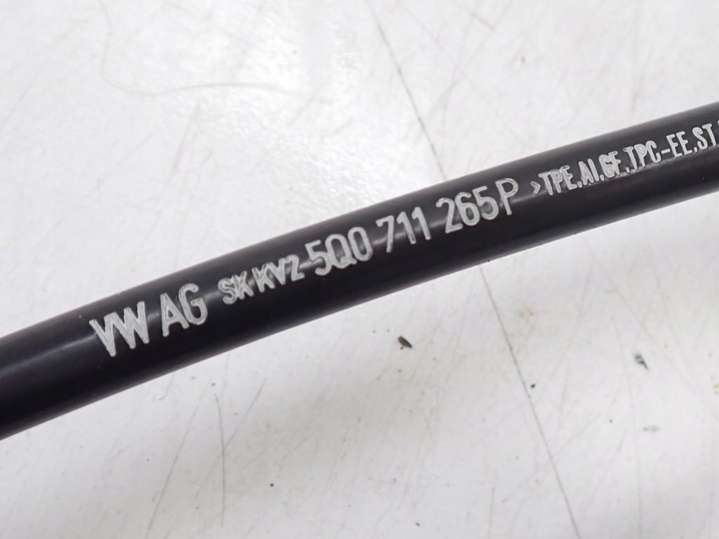 VW AG SK-KV2 5Q0 711 265P >TPE,AI,GF,TPC-EE,ST